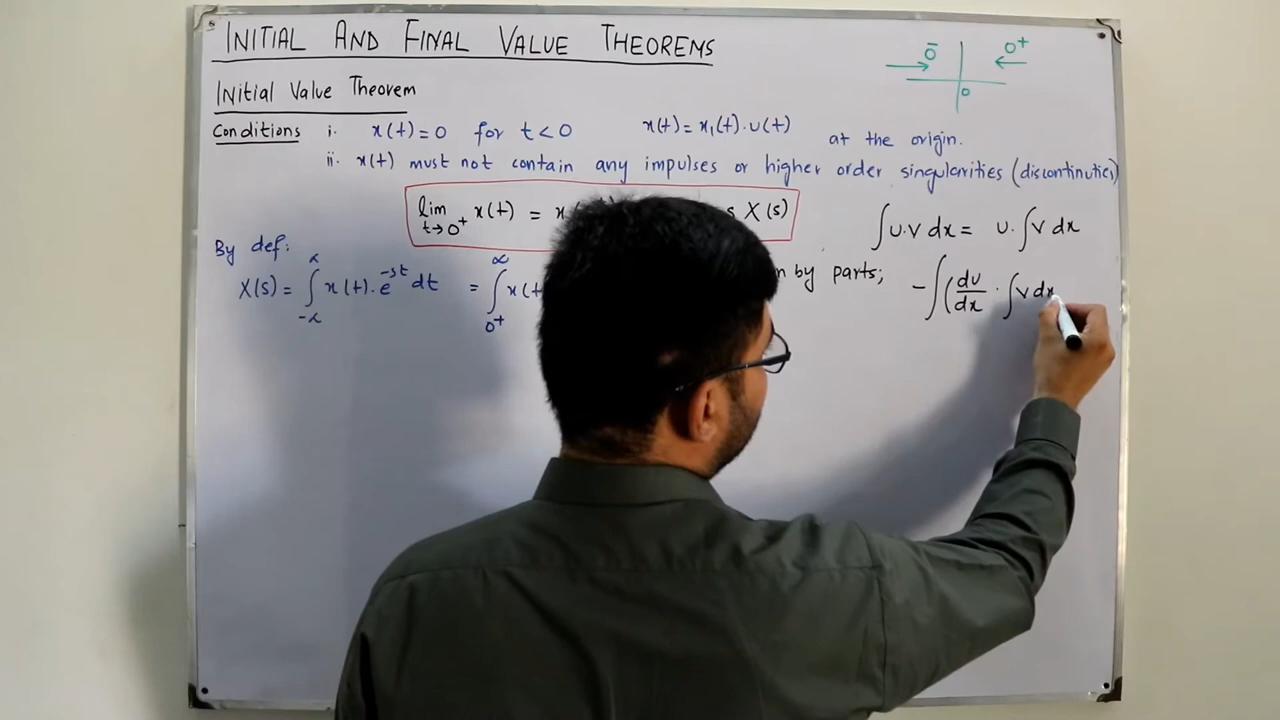 INITIAL AND FINAL VALUE THEOREMS
0⁻ 0⁺
0
Initial Value Theorem
Conditions i. x(t)=0 for t<0 x(t)=x₁(t).u(t) at the origin.
ii. x(t) must not contain any impulses or higher order singularities (discontinuties)
lim t→0⁺ x(t) = x s X(s)
∫u.v dx = u.∫v dx
By def:
n by parts; -∫(du/dx . ∫v dx
X(s) = ∫ x(t).e^-st dt = ∫ 0⁺ ∞ x(t